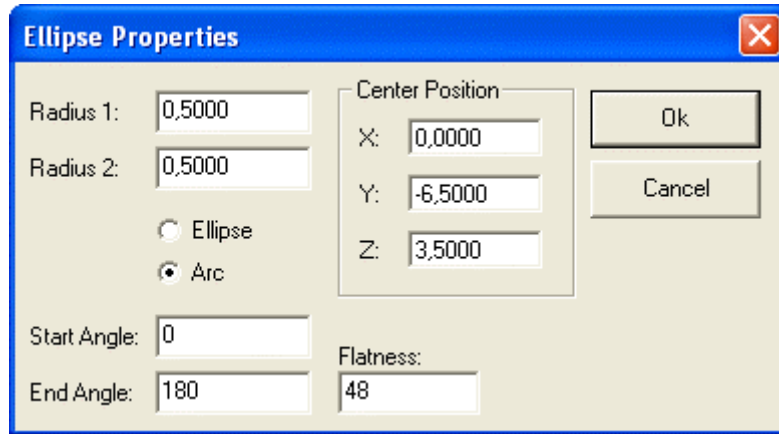 Ellipse Properties
Radius 1: 0,5000
Radius 2: 0,5000
Ellipse
Arc
Start Angle: 0
End Angle: 180
Center Position
X: 0,0000
Y: -6,5000
Z: 3,5000
Flatness:
48
Ok
Cancel